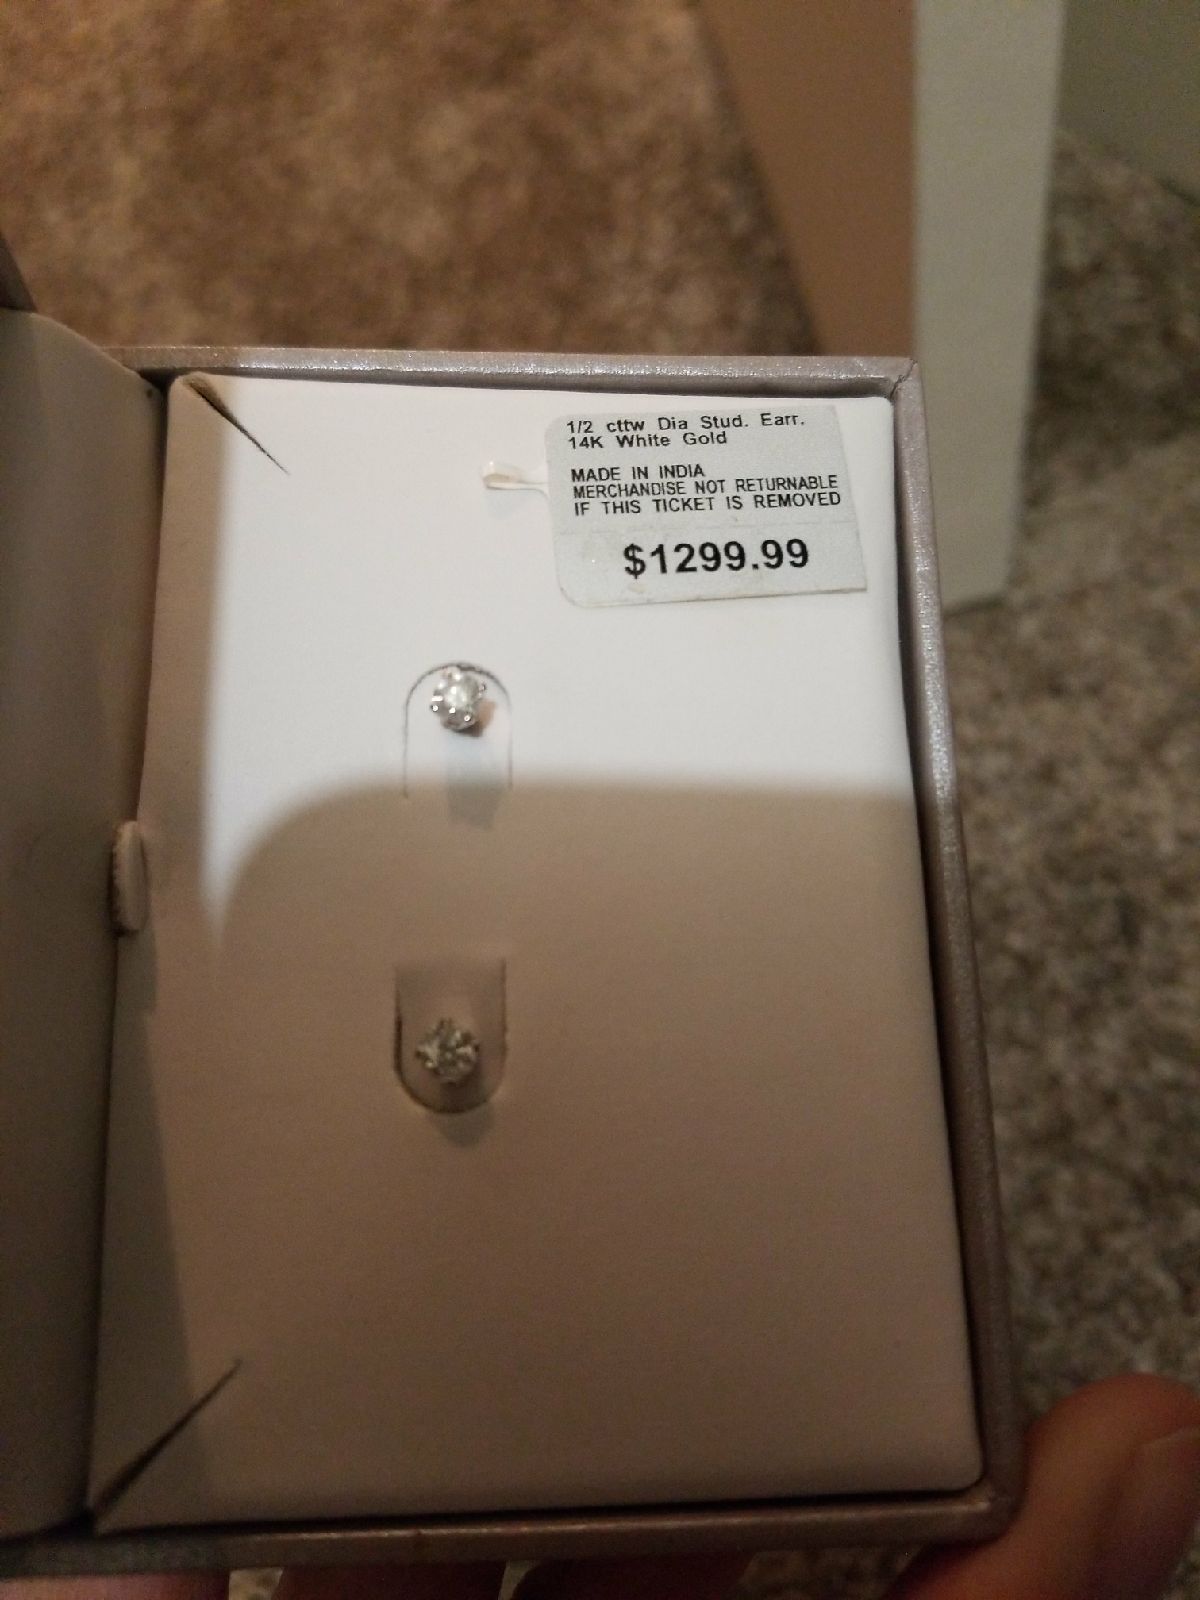 1/2 cttw Dia Stud. Earr.
14K White Gold
MADE IN INDIA
MERCHANDISE NOT RETURNABLE
IF THIS TICKET IS REMOVED
$1299.99